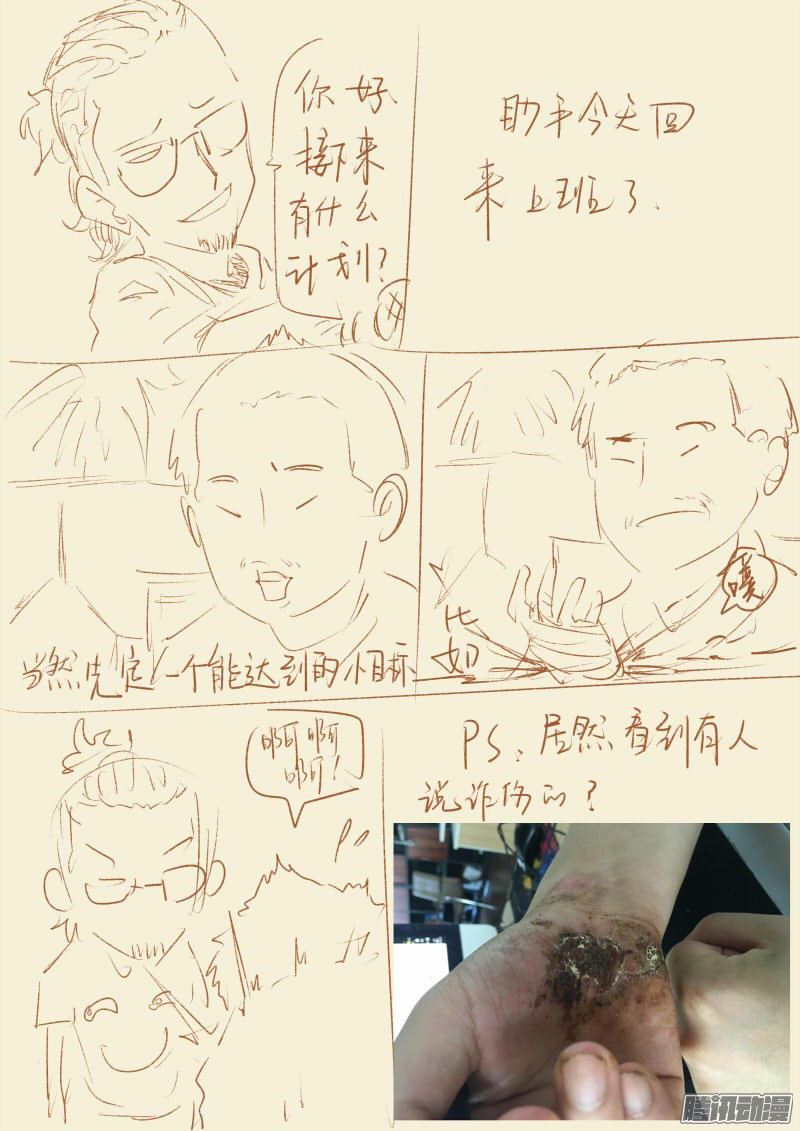 助手今天回
来上班了.
你好
接下来
有什么
计划?
当然先定一个能达到的小目标
比
如
噗
啊啊
啊!
PS、居然看到有人
说诈伤的?
腾讯动漫